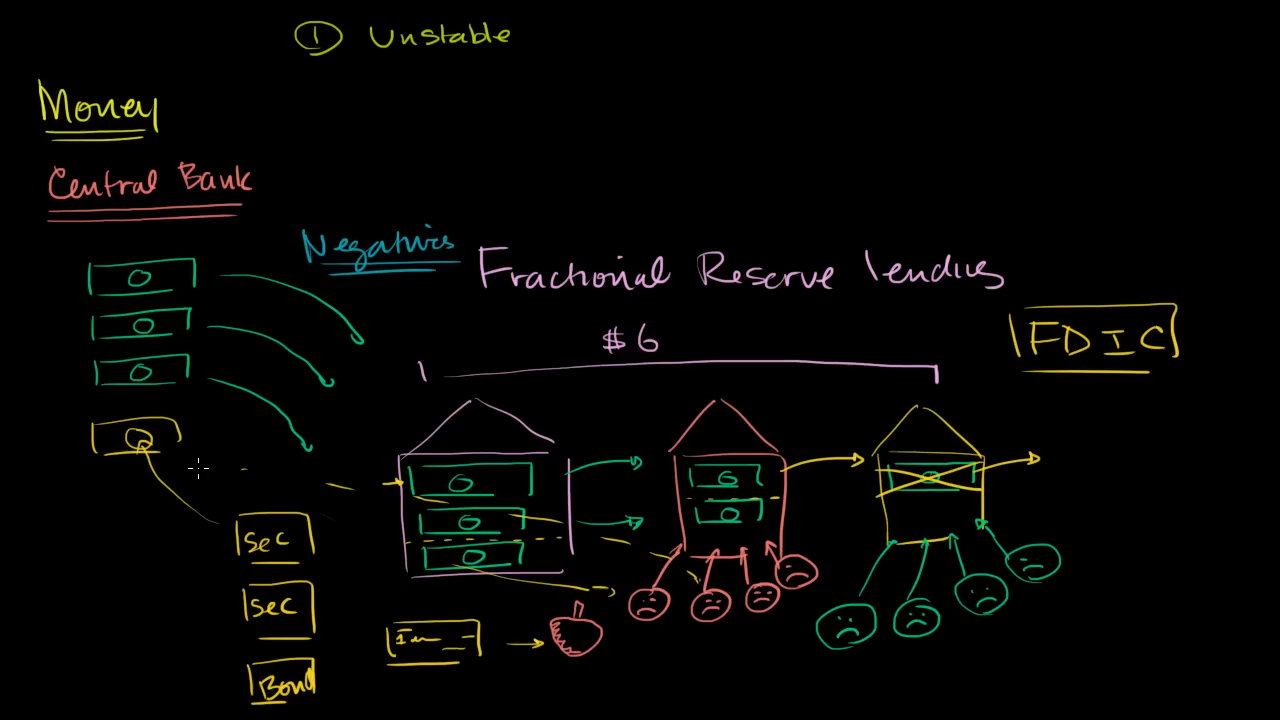 ① Unstable
Money
Central Bank
Negatives
Fractional Reserve lending
$6
FDIC
Sec
Sec
Bond